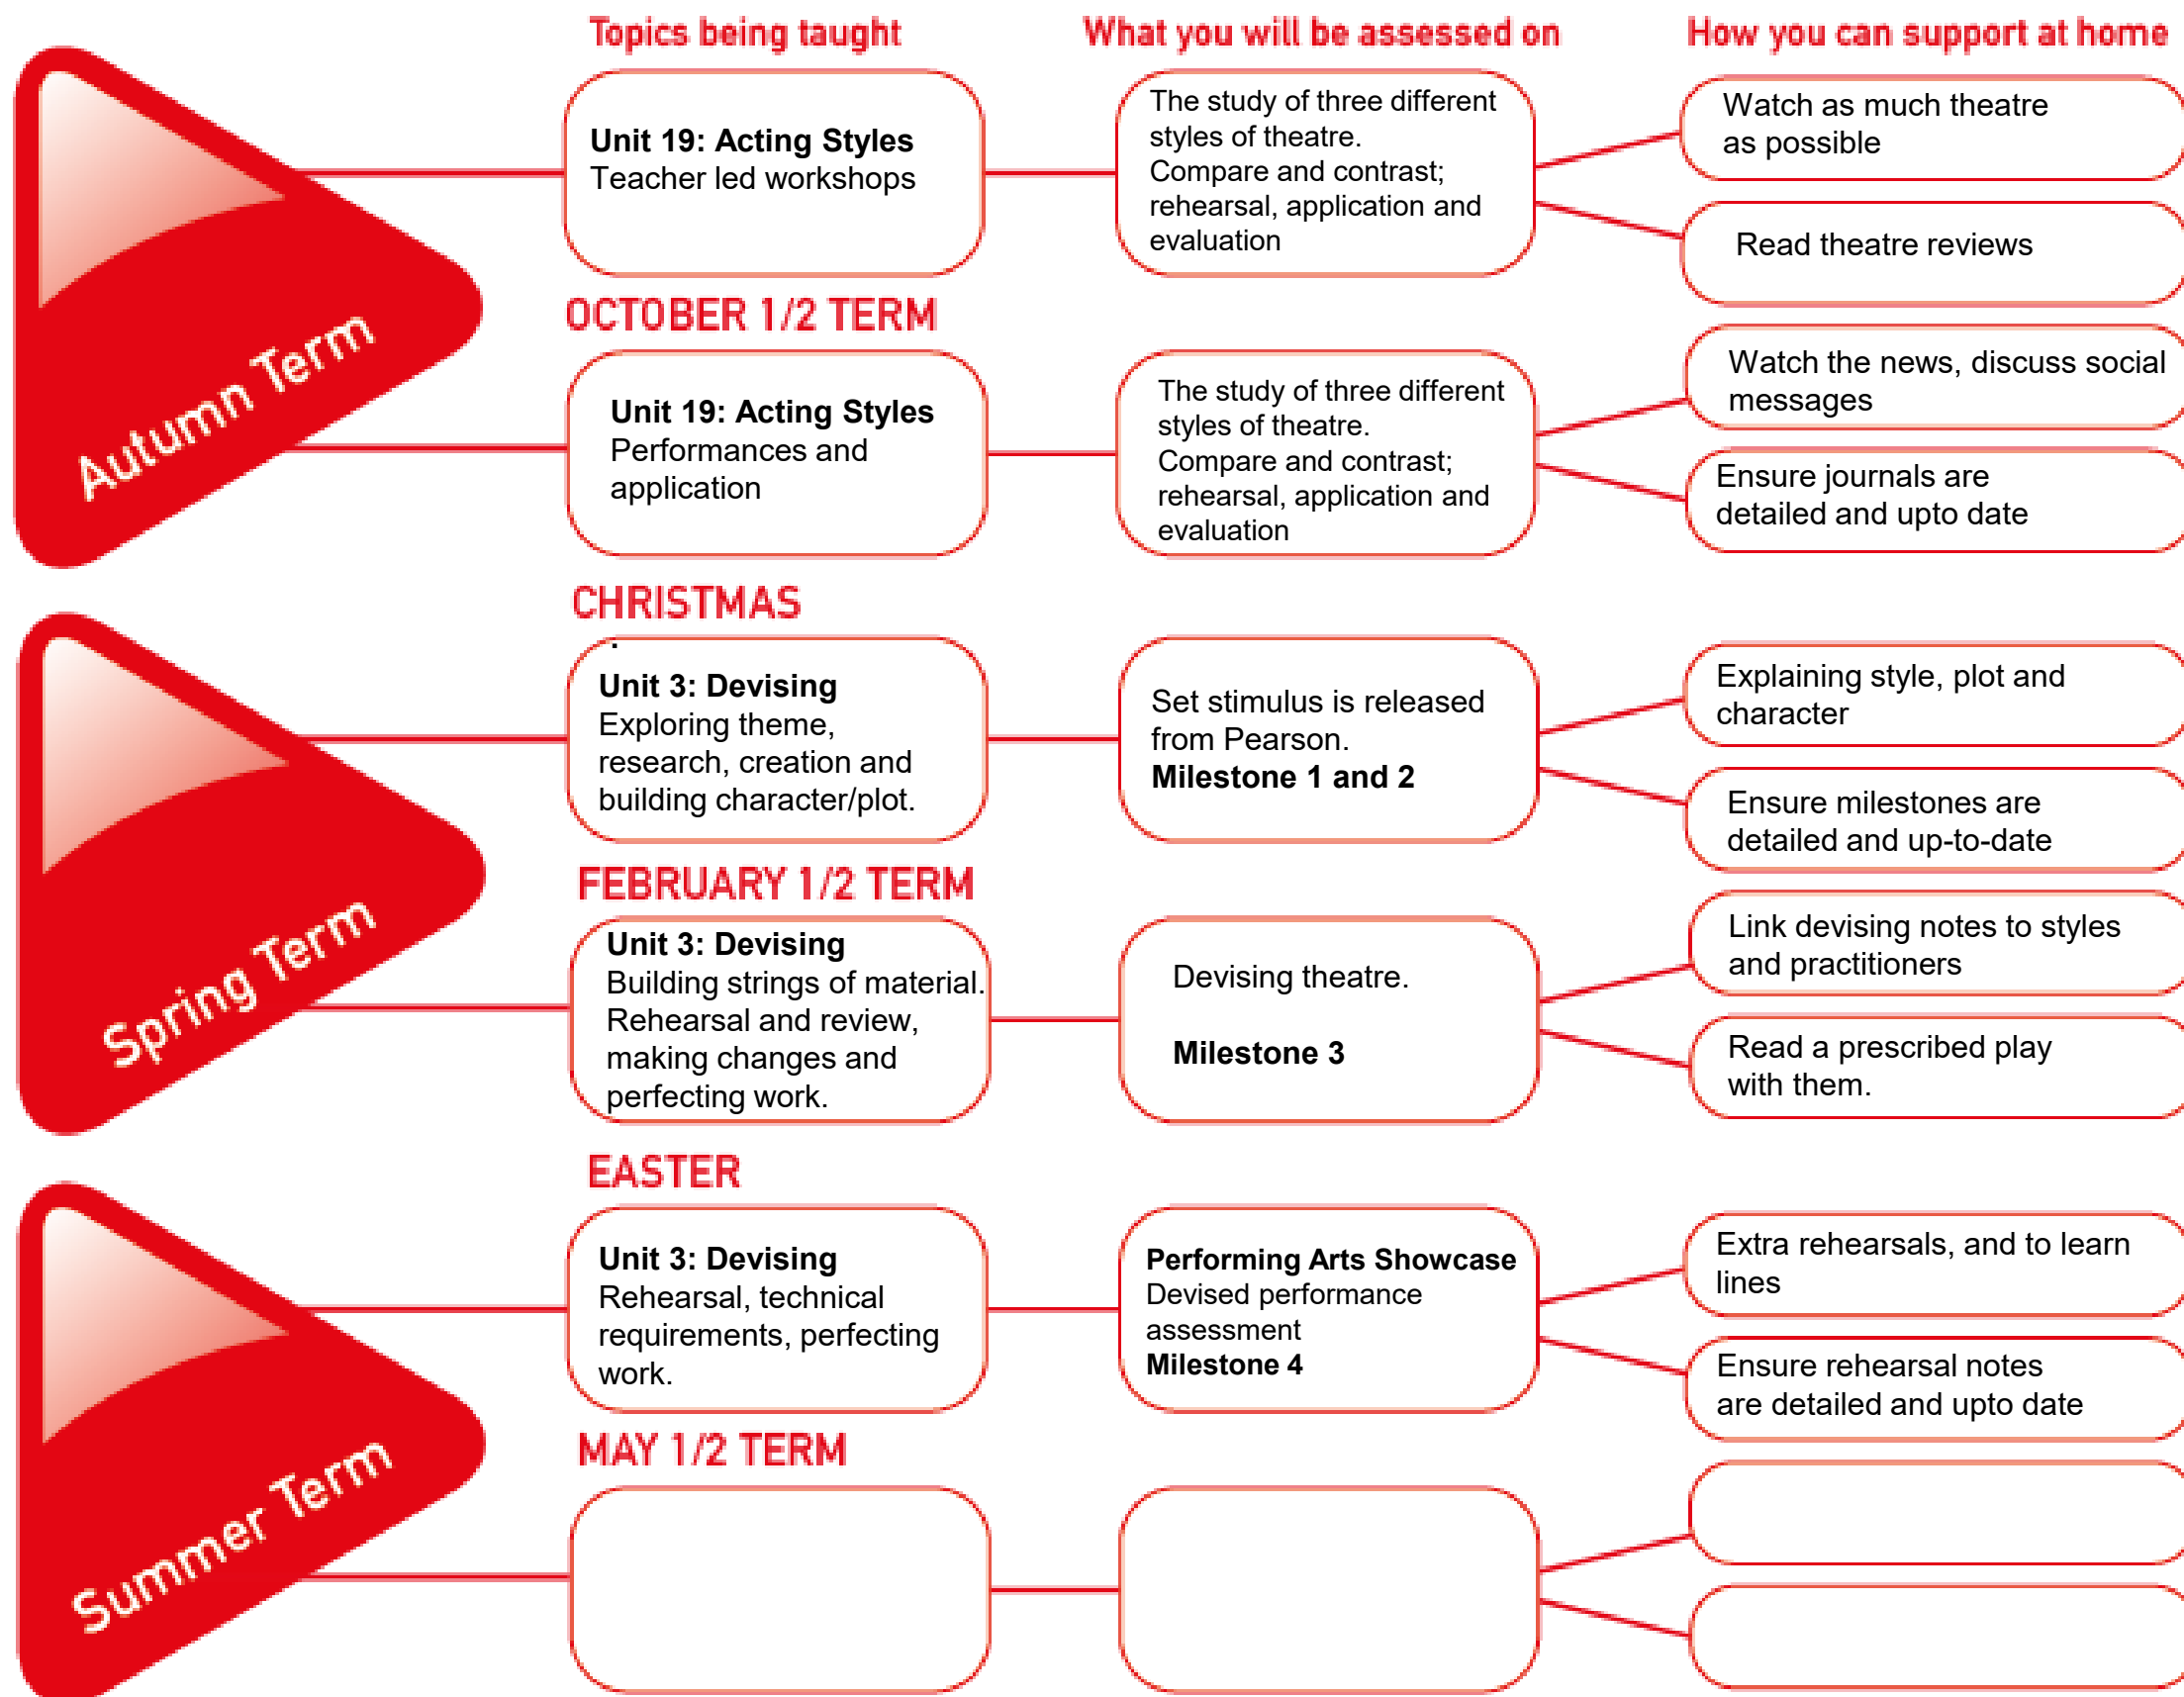 Topics being taught
What you will be assessed on
How you can support at home
Autumn Term
Unit 19: Acting Styles
Teacher led workshops
The study of three different
styles of theatre.
Compare and contrast;
rehearsal, application and
evaluation
Watch as much theatre
as possible
Read theatre reviews
OCTOBER 1/2 TERM
Unit 19: Acting Styles
Performances and
application
The study of three different
styles of theatre.
Compare and contrast;
rehearsal, application and
evaluation
Watch the news, discuss social
messages
Ensure journals are
detailed and upto date
CHRISTMAS
Spring Term
Unit 3: Devising
Exploring theme,
research, creation and
building character/plot.
Set stimulus is released
from Pearson.
Milestone 1 and 2
Explaining style, plot and
character
Ensure milestones are
detailed and up-to-date
FEBRUARY 1/2 TERM
Unit 3: Devising
Building strings of material.
Rehearsal and review,
making changes and
perfecting work.
Devising theatre.
Milestone 3
Link devising notes to styles
and practitioners
Read a prescribed play
with them.
EASTER
Summer Term
Unit 3: Devising
Rehearsal, technical
requirements, perfecting
work.
Performing Arts Showcase
Devised performance
assessment
Milestone 4
Extra rehearsals, and to learn
lines
Ensure rehearsal notes
are detailed and upto date
MAY 1/2 TERM